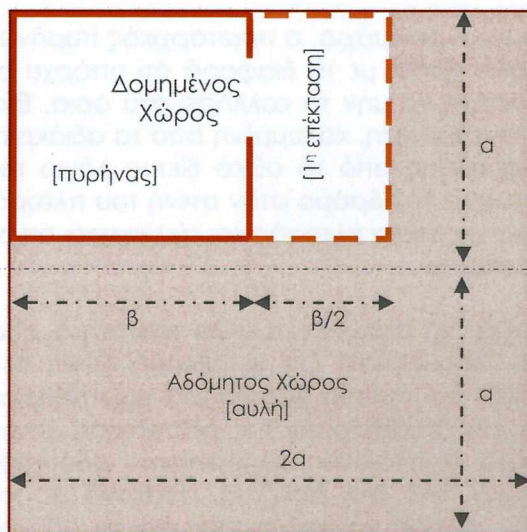 Δομημένος
Χώρος
[πυρήνας]
[1η επέκταση]
α
β
β/2
Αδόμητος Χώρος
[αυλή]
α
2α